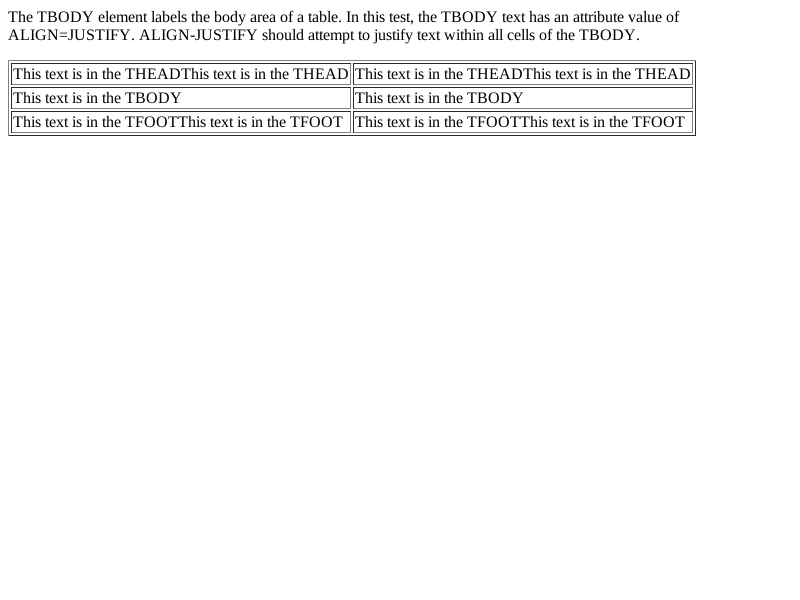 The TBODY element labels the body area of a table. In this test, the TBODY text has an attribute value of
ALIGN=JUSTIFY. ALIGN-JUSTIFY should attempt to justify text within all cells of the TBODY.
This text is in the THEADThis text is in the THEAD This text is in the THEADThis text is in the THEAD
This text is in the TBODY This text is in the TBODY
This text is in the TFOOTThis text is in the TFOOT This text is in the TFOOTThis text is in the TFOOT